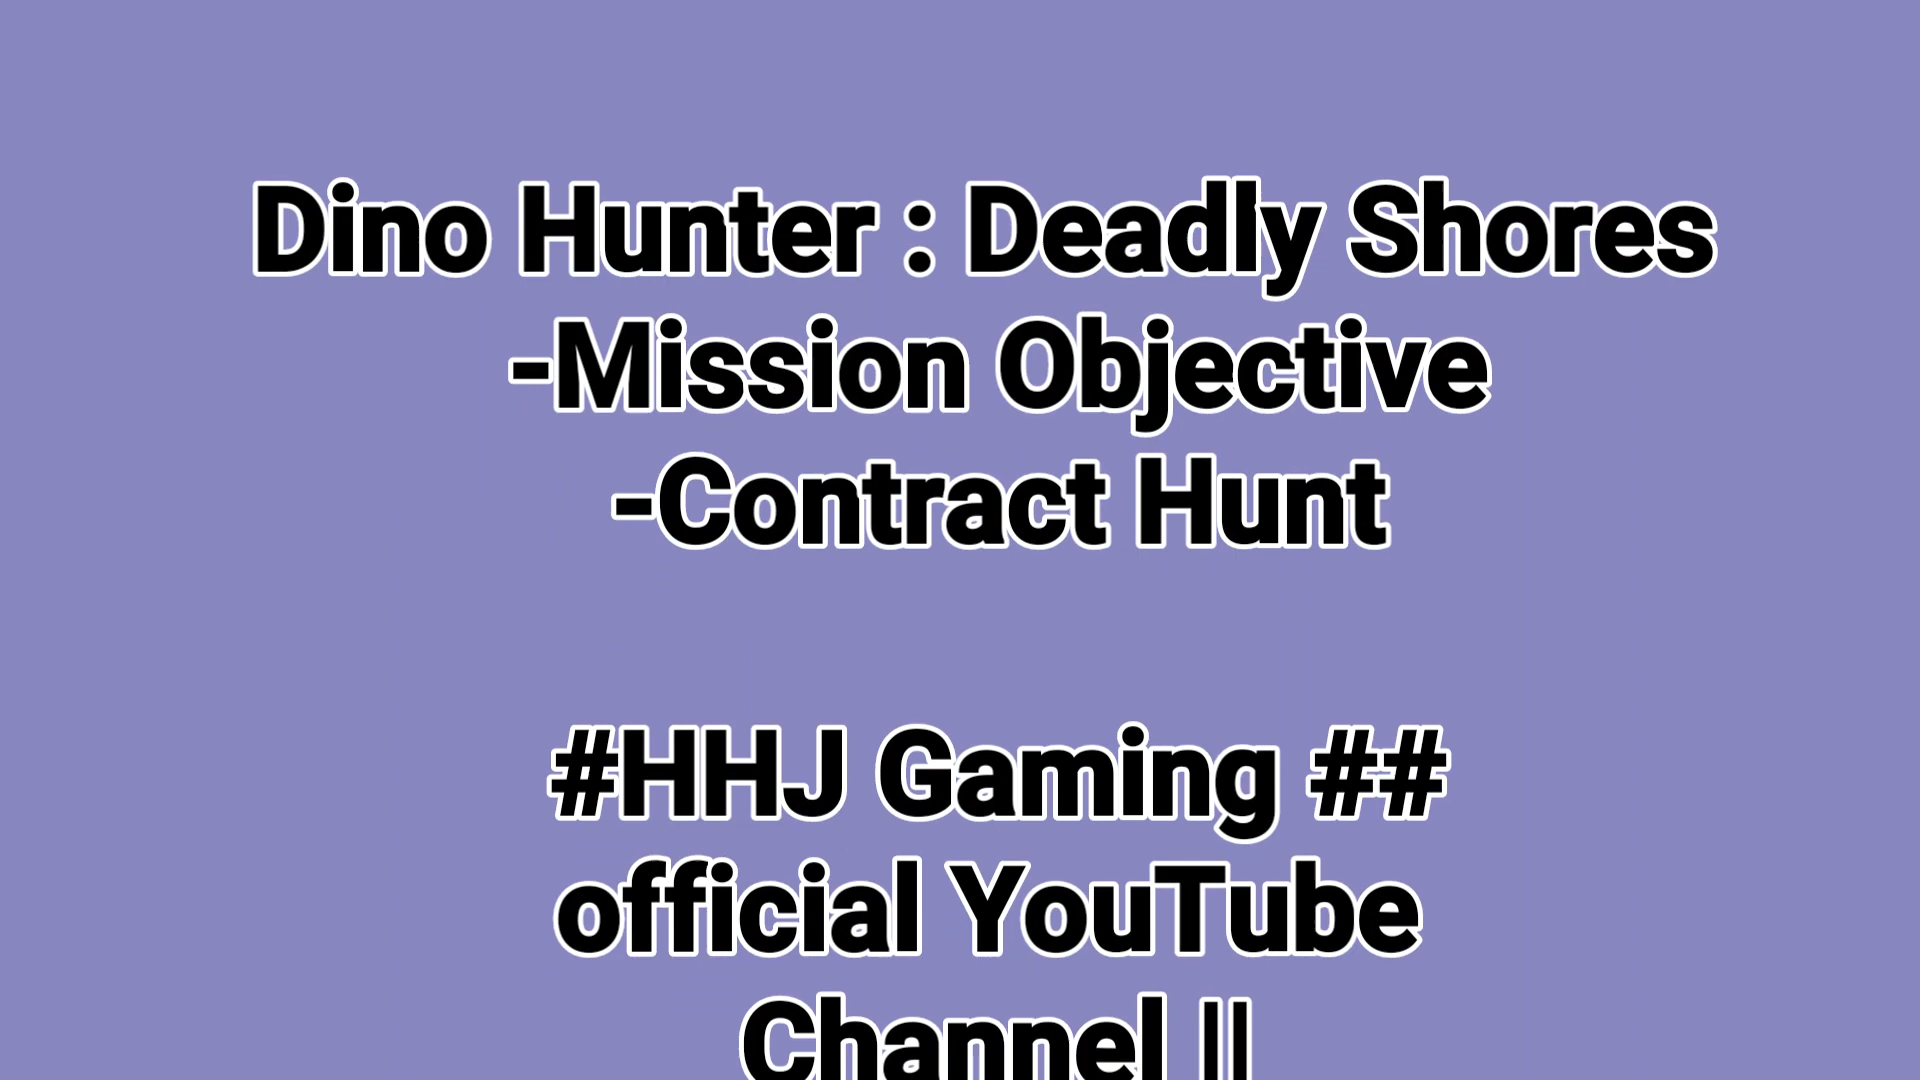 Dino Hunter : Deadly Shores
-Mission Objective
-Contract Hunt
#HHJ Gaming ##
official YouTube
Channel ||